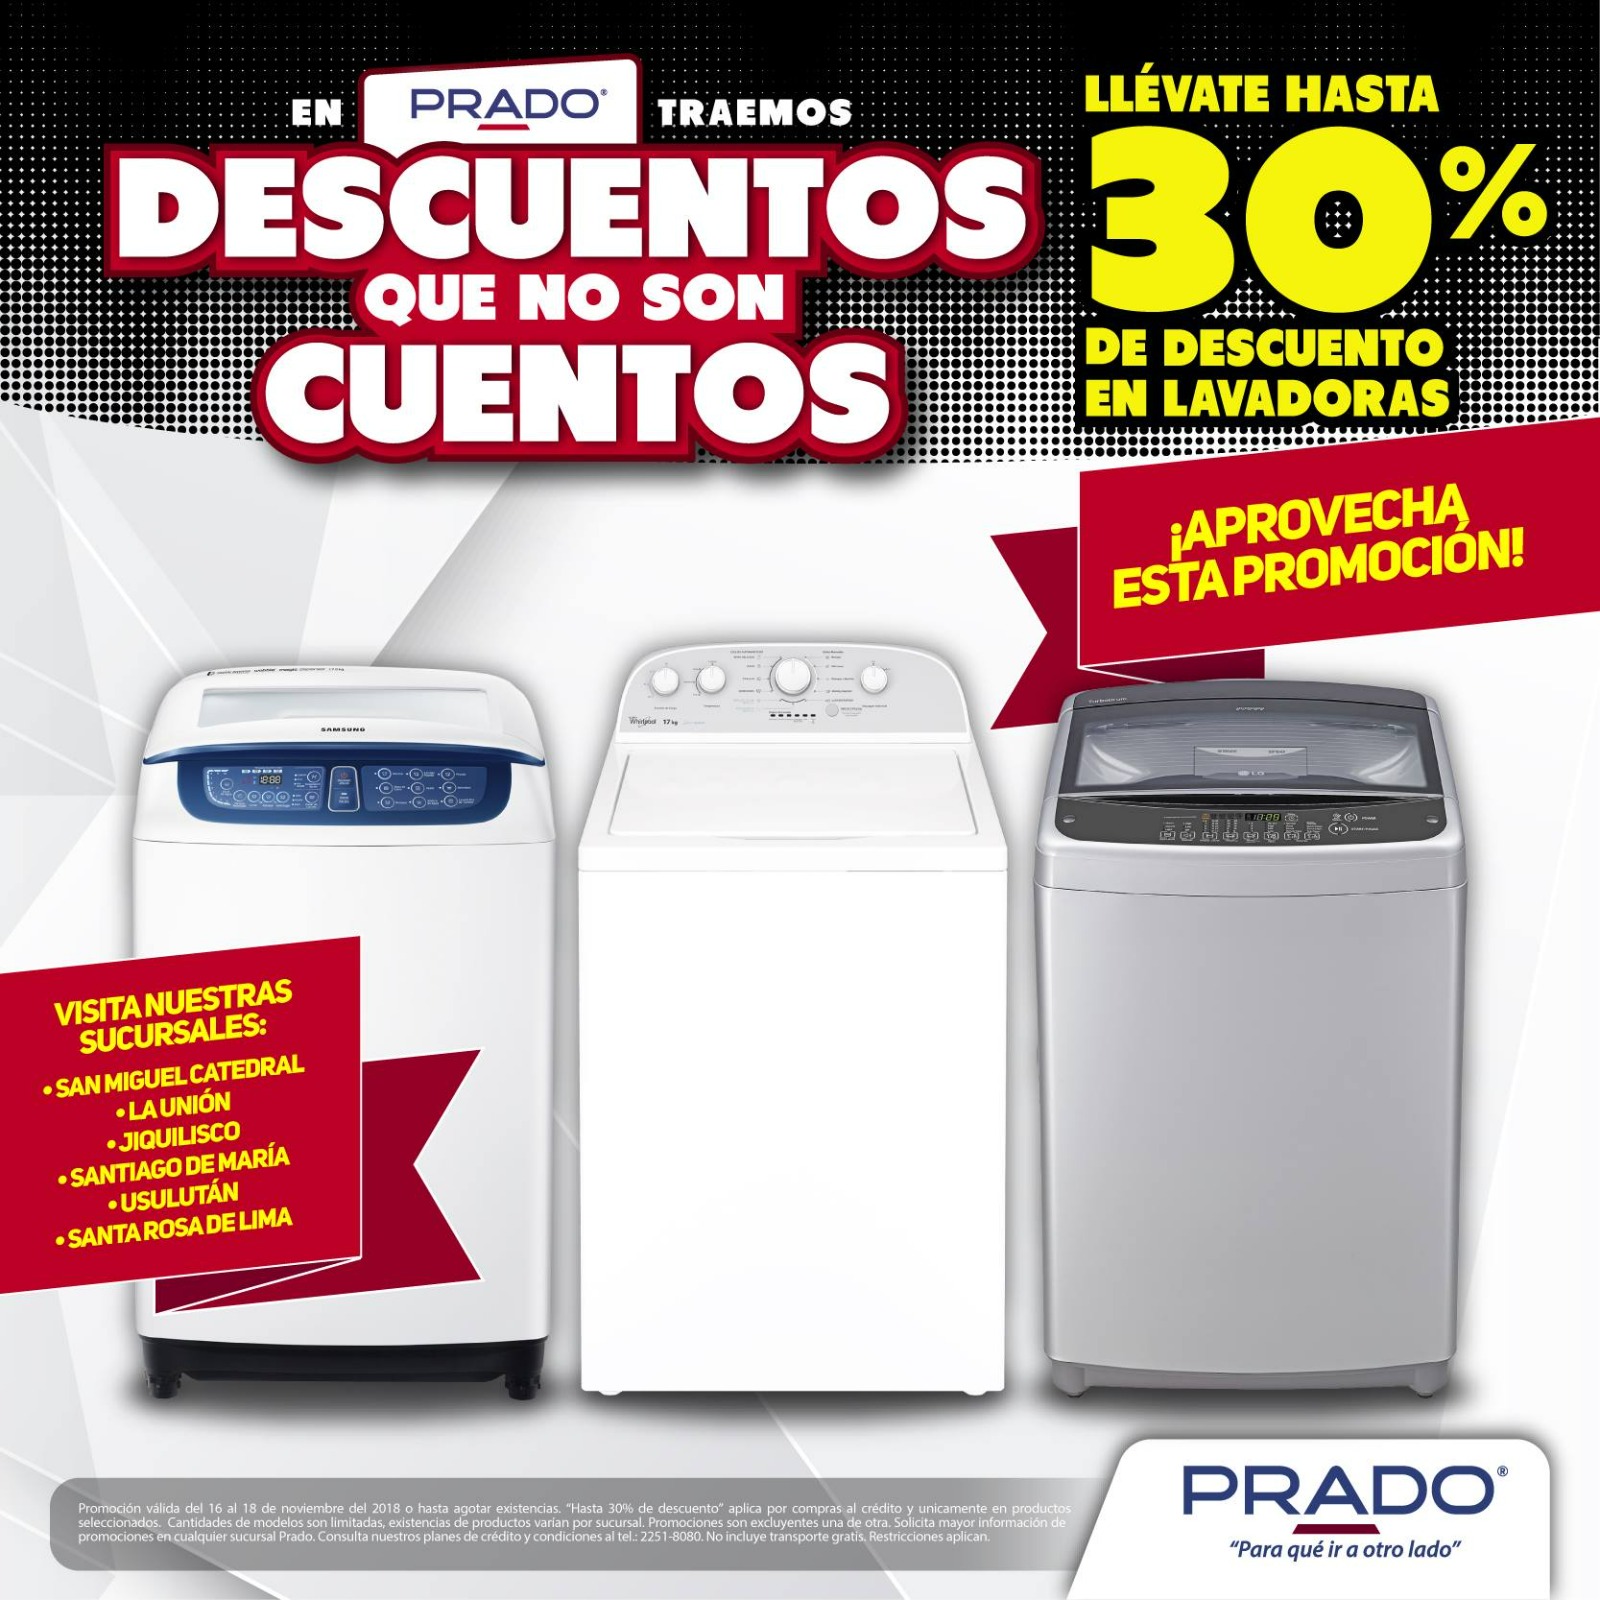 EN PRADO® TRAEMOS
DESCUENTOS
QUE NO SON
CUENTOS
LLÉVATE HASTA
30%
DE DESCUENTO
EN LAVADORAS
¡APROVECHA
ESTA PROMOCIÓN!
SAMSUNG
18:88
Whirlpool 17 kg
TurboDrum
LG
VISITA NUESTRAS
SUCURSALES:
• SAN MIGUEL CATEDRAL
• LA UNIÓN
• JIQUILISCO
• SANTIAGO DE MARÍA
• USULUTÁN
• SANTA ROSA DE LIMA
Promoción válida del 16 al 18 de noviembre del 2018 o hasta agotar existencias. “Hasta 30% de descuento” aplica por compras al crédito y unicamente en productos
seleccionados. Cantidades de modelos son limitadas, existencias de productos varían por sucursal. Promociones son excluyentes una de otra. Solicita mayor información de
promociones en cualquier sucursal Prado. Consulta nuestros planes de crédito y condiciones al tel.: 2251-8080. No incluye transporte gratis. Restricciones aplican.
PRADO®
“Para qué ir a otro lado”